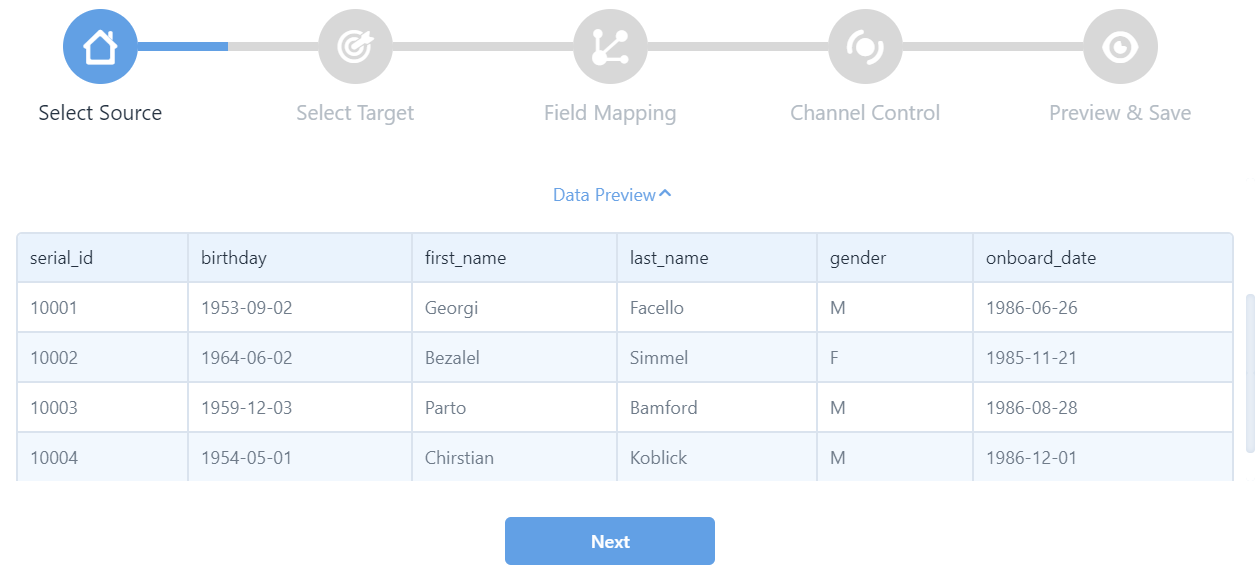 Select Source Select Target Field Mapping Channel Control Preview & Save
Data Preview
serial_id birthday first_name last_name gender onboard_date
10001 1953-09-02 Georgi Facello M 1986-06-26
10002 1964-06-02 Bezalel Simmel F 1985-11-21
10003 1959-12-03 Parto Bamford M 1986-08-28
10004 1954-05-01 Chirstian Koblick M 1986-12-01
Next